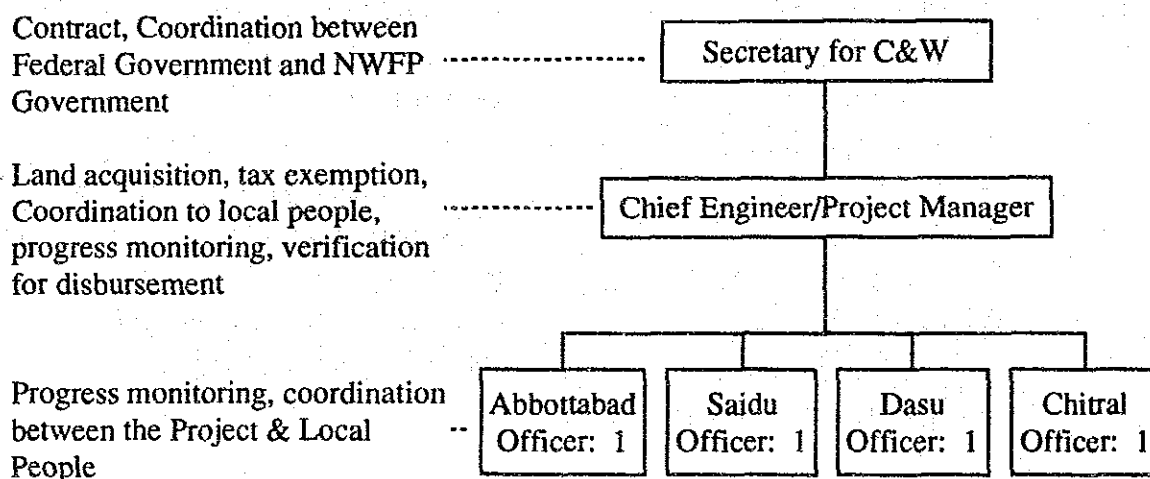 Contract, Coordination between
Federal Government and NWFP
Government
Secretary for C&W
Land acquisition, tax exemption,
Coordination to local people,
progress monitoring, verification
for disbursement
Chief Engineer/Project Manager
Progress monitoring, coordination
between the Project & Local
People
Abbottabad
Officer: 1
Saidu
Officer: 1
Dasu
Officer: 1
Chitral
Officer: 1